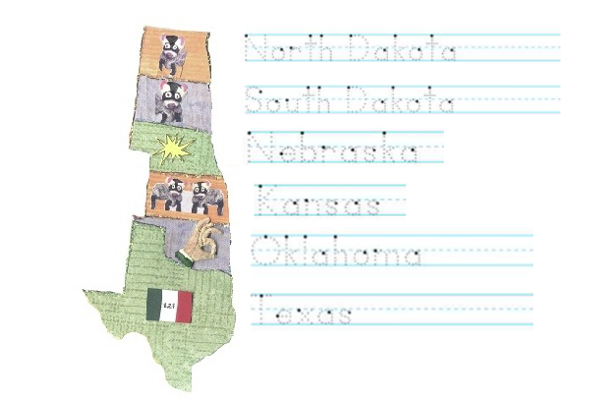 North Dakota
South Dakota
Nebraska
Kansas
Oklahoma
Texas